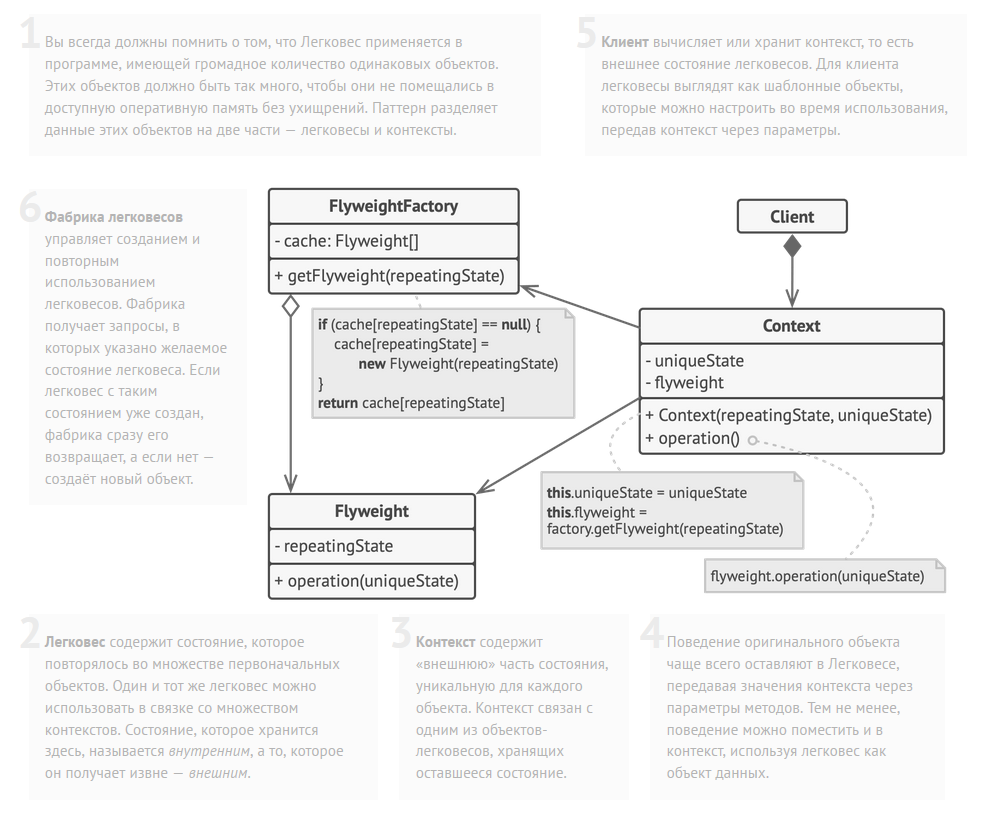 1
Вы всегда должны помнить о том, что Легковес применяется в
программе, имеющей громадное количество одинаковых объектов.
Этих объектов должно быть так много, чтобы они не помещались в
доступную оперативную память без ухищрений. Паттерн разделяет
данные этих объектов на две части — легковесы и контексты.
5
Клиент вычисляет или хранит контекст, то есть
внешнее состояние легковесов. Для клиента
легковесы выглядят как шаблонные объекты,
которые можно настроить во время использования,
передав контекст через параметры.
6
Фабрика легковесов
управляет созданием и
повторным
использованием
легковесов. Фабрика
получает запросы, в
которых указано желаемое
состояние легковеса. Если
легковес с таким
состоянием уже создан,
фабрика сразу его
возвращает, а если нет —
создаёт новый объект.
FlyweightFactory
- cache: Flyweight[]
+ getFlyweight(repeatingState)
if (cache[repeatingState] == null) {
cache[repeatingState] =
new Flyweight(repeatingState)
}
return cache[repeatingState]
Client
Context
- uniqueState
- flyweight
+ Context(repeatingState, uniqueState)
+ operation()
this.uniqueState = uniqueState
this.flyweight =
factory.getFlyweight(repeatingState)
flyweight.operation(uniqueState)
Flyweight
- repeatingState
+ operation(uniqueState)
2
Легковес содержит состояние, которое
повторялось во множестве первоначальных
объектов. Один и тот же легковес можно
использовать в связке со множеством
контекстов. Состояние, которое хранится
здесь, называется внутренним, а то, которое
он получает извне — внешним.
3
Контекст содержит
«внешнюю» часть состояния,
уникальную для каждого
объекта. Контекст связан с
одним из объектов-
легковесов, хранящих
оставшееся состояние.
4
Поведение оригинального объекта
чаще всего оставляют в Легковесе,
передавая значения контекста через
параметры методов. Тем не менее,
поведение можно поместить и в
контекст, используя легковес как
объект данных.